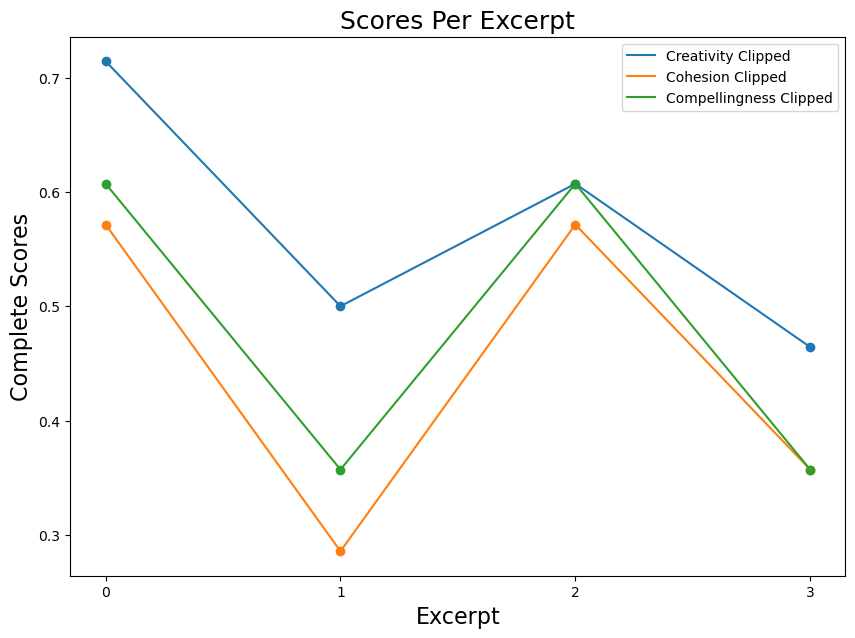 Scores Per Excerpt
Creativity Clipped
Cohesion Clipped
Compellingness Clipped
Complete Scores
0.7
0.6
0.5
0.4
0.3
0 1 2 3
Excerpt